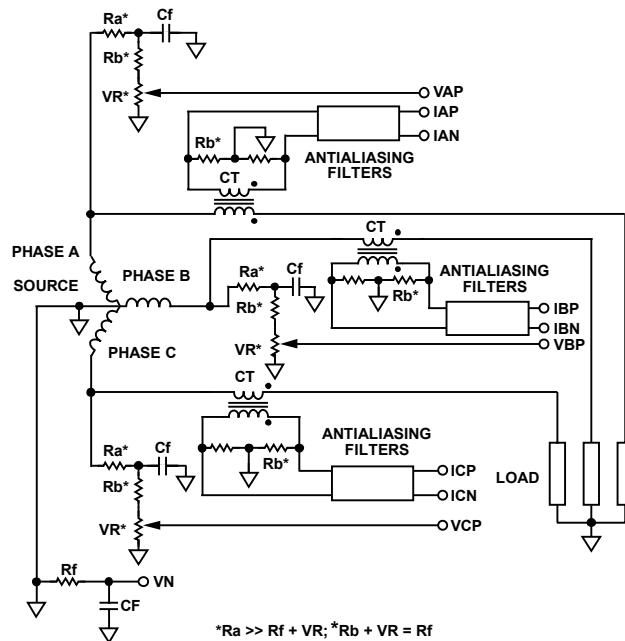 Ra*
Cf
Rb*
VR*
VAP
IAP
IAN
Rb*
ANTIALIASING
FILTERS
CT
PHASE A
SOURCE
PHASE B
PHASE C
CT
Ra*
Cf
Rb*
VR*
Rb*
ANTIALIASING
FILTERS
IBP
IBN
VBP
CT
Ra*
Cf
Rb*
VR*
Rb*
ANTIALIASING
FILTERS
ICP
ICN
VCP
LOAD
Rf
VN
CF
*Ra >> Rf + VR; *Rb + VR = Rf